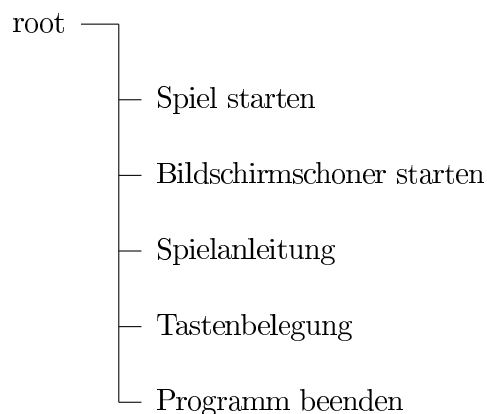 root
Spiel starten
Bildschirmschoner starten
Spielanleitung
Tastenbelegung
Programm beenden